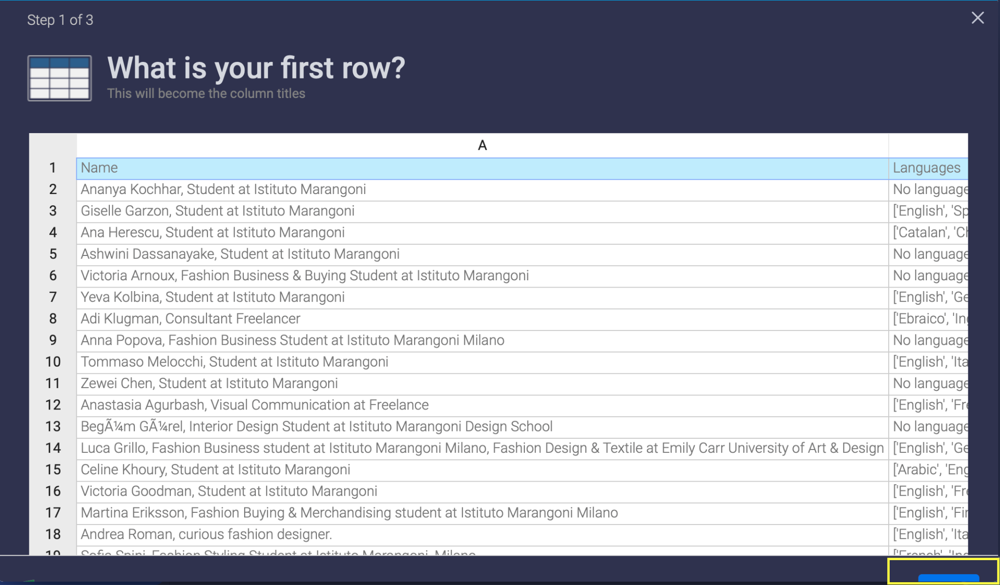 Step 1 of 3
What is your first row?
This will become the column titles
A
1 Name Languages
2 Ananya Kochhar, Student at Istituto Marangoni No language
3 Giselle Garzon, Student at Istituto Marangoni ['English', 'Sp
4 Ana Herescu, Student at Istituto Marangoni ['Catalan', 'Ch
5 Ashwini Dassanayake, Student at Istituto Marangoni No language
6 Victoria Arnoux, Fashion Business & Buying Student at Istituto Marangoni No language
7 Yeva Kolbina, Student at Istituto Marangoni ['English', 'Ge
8 Adi Klugman, Consultant Freelancer ['Ebraico', 'Ing
9 Anna Popova, Fashion Business Student at Istituto Marangoni Milano No language
10 Tommaso Melocchi, Student at Istituto Marangoni ['English', 'Ita
11 Zewei Chen, Student at Istituto Marangoni No language
12 Anastasia Agurbash, Visual Communication at Freelance ['English', 'Fre
13 BegÃ¼m GÃ¼rel, Interior Design Student at Istituto Marangoni Design School No language
14 Luca Grillo, Fashion Business student at Istituto Marangoni Milano, Fashion Design & Textile at Emily Carr University of Art & Design ['English', 'Ge
15 Celine Khoury, Student at Istituto Marangoni ['Arabic', 'Eng
16 Victoria Goodman, Student at Istituto Marangoni ['English', 'Fre
17 Martina Eriksson, Fashion Buying & Merchandising student at Istituto Marangoni Milano ['English', 'Fin
18 Andrea Roman, curious fashion designer. ['English', 'Ita
19 Sofia Spini, Fashion Styling Student at Istituto Marangoni, Milano ['French', 'Ing